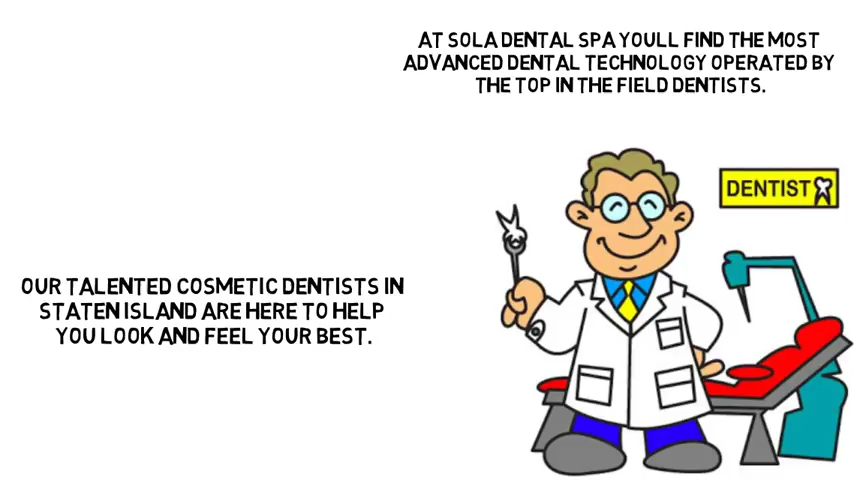 AT SOLA DENTAL SPA YOULL FIND THE MOST
ADVANCED DENTAL TECHNOLOGY OPERATED BY
THE TOP IN THE FIELD DENTISTS.
DENTIST
OUR TALENTED COSMETIC DENTISTS IN
STATEN ISLAND ARE HERE TO HELP
YOU LOOK AND FEEL YOUR BEST.